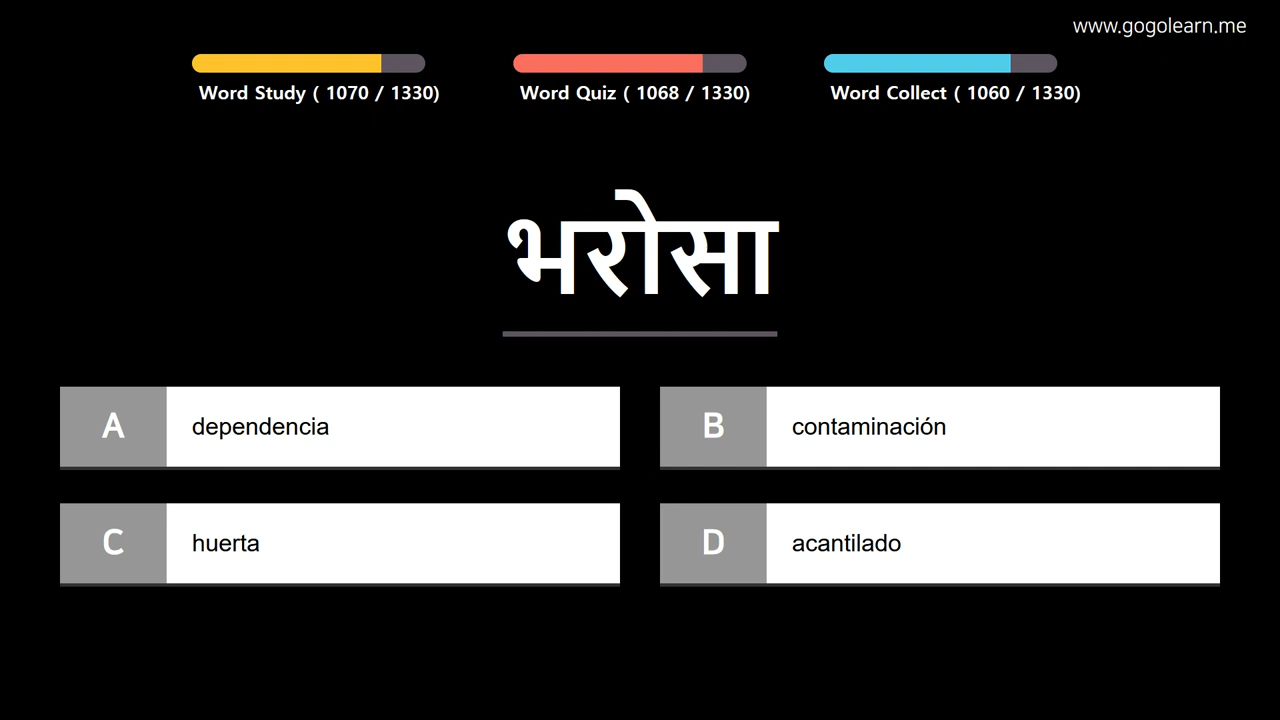 www.gogolearn.me
Word Study ( 1070 / 1330)
Word Quiz ( 1068 / 1330)
Word Collect ( 1060 / 1330)
भरोसा
A dependencia
B contaminación
C huerta
D acantilado